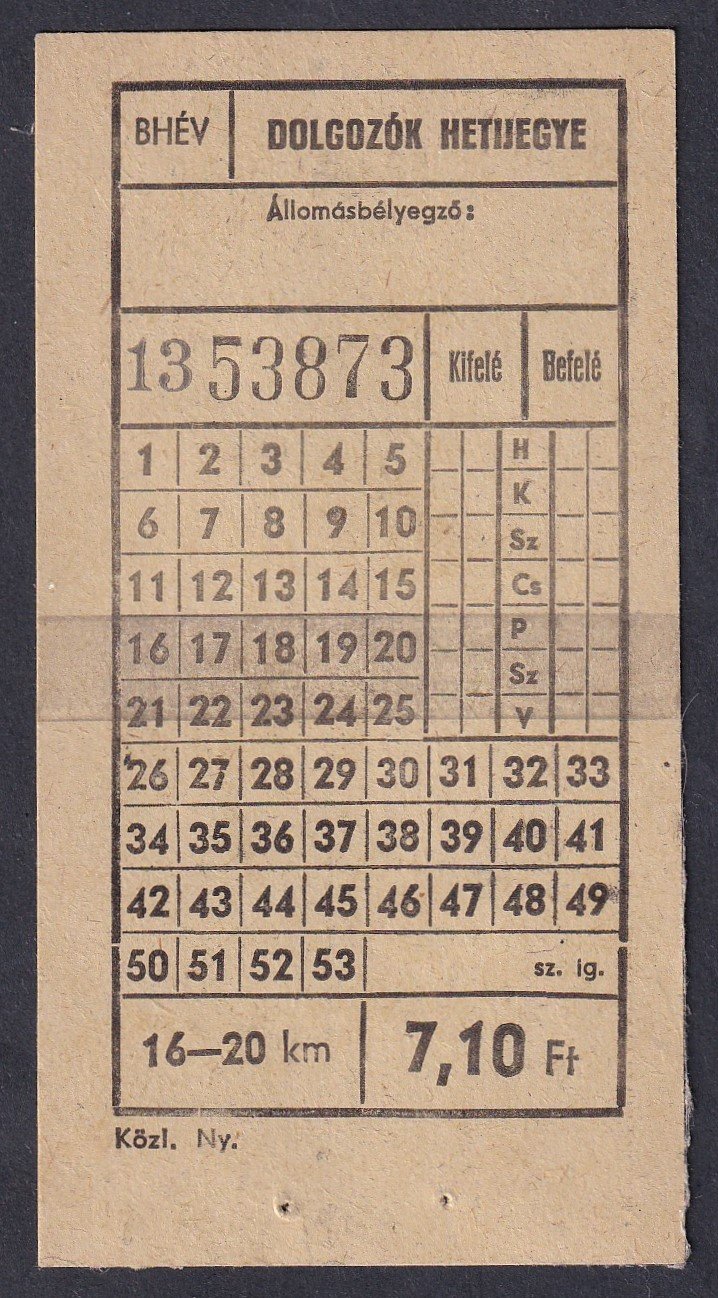 BHÉV DOLGOZÓK HETIJEGYE
Állomásbélyegző:
13 53873 Kifelé Befelé
1 2 3 4 5 H
K
6 7 8 9 10 Sz
11 12 13 14 15 Cs
16 17 18 19 20 P
Sz
21 22 23 24 25 V
26 27 28 29 30 31 32 33
34 35 36 37 38 39 40 41
42 43 44 45 46 47 48 49
50 51 52 53 sz. ig.
16—20 km 7,10 Ft
Közl. Ny.